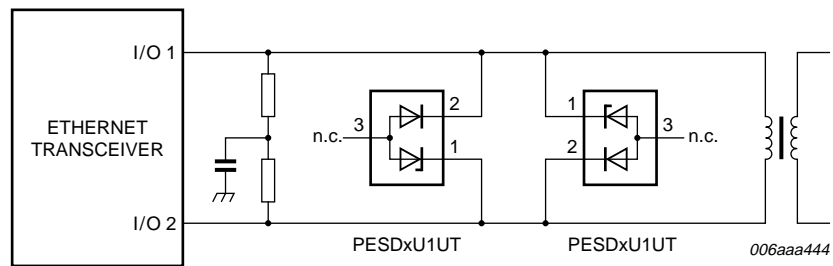 I/O 1
ETHERNET
TRANSCEIVER
I/O 2
n.c.
3
2
1
1
2
3
n.c.
PESDxU1UT
PESDxU1UT
006aaa444